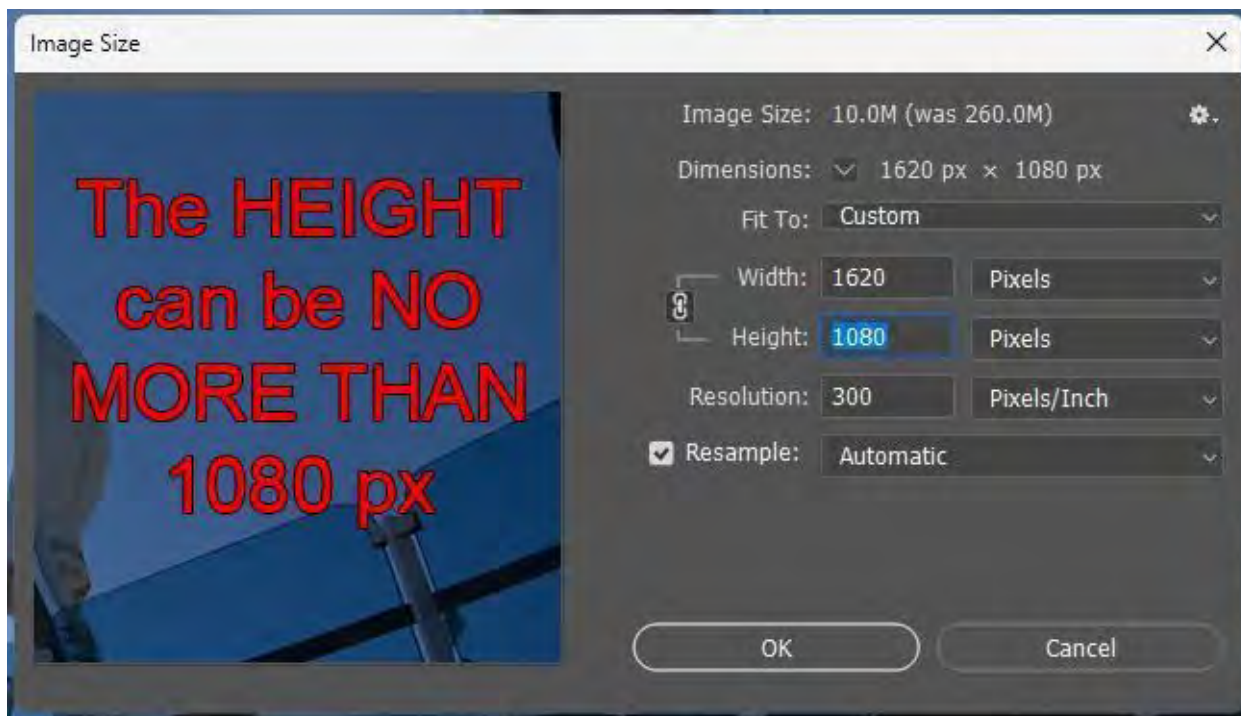 Image Size
The HEIGHT
can be NO
MORE THAN
1080 px
Image Size: 10.0M (was 260.0M)
Dimensions: 1620 px × 1080 px
Fit To: Custom
Width: 1620 Pixels
Height: 1080 Pixels
Resolution: 300 Pixels/Inch
Resample: Automatic
OK Cancel